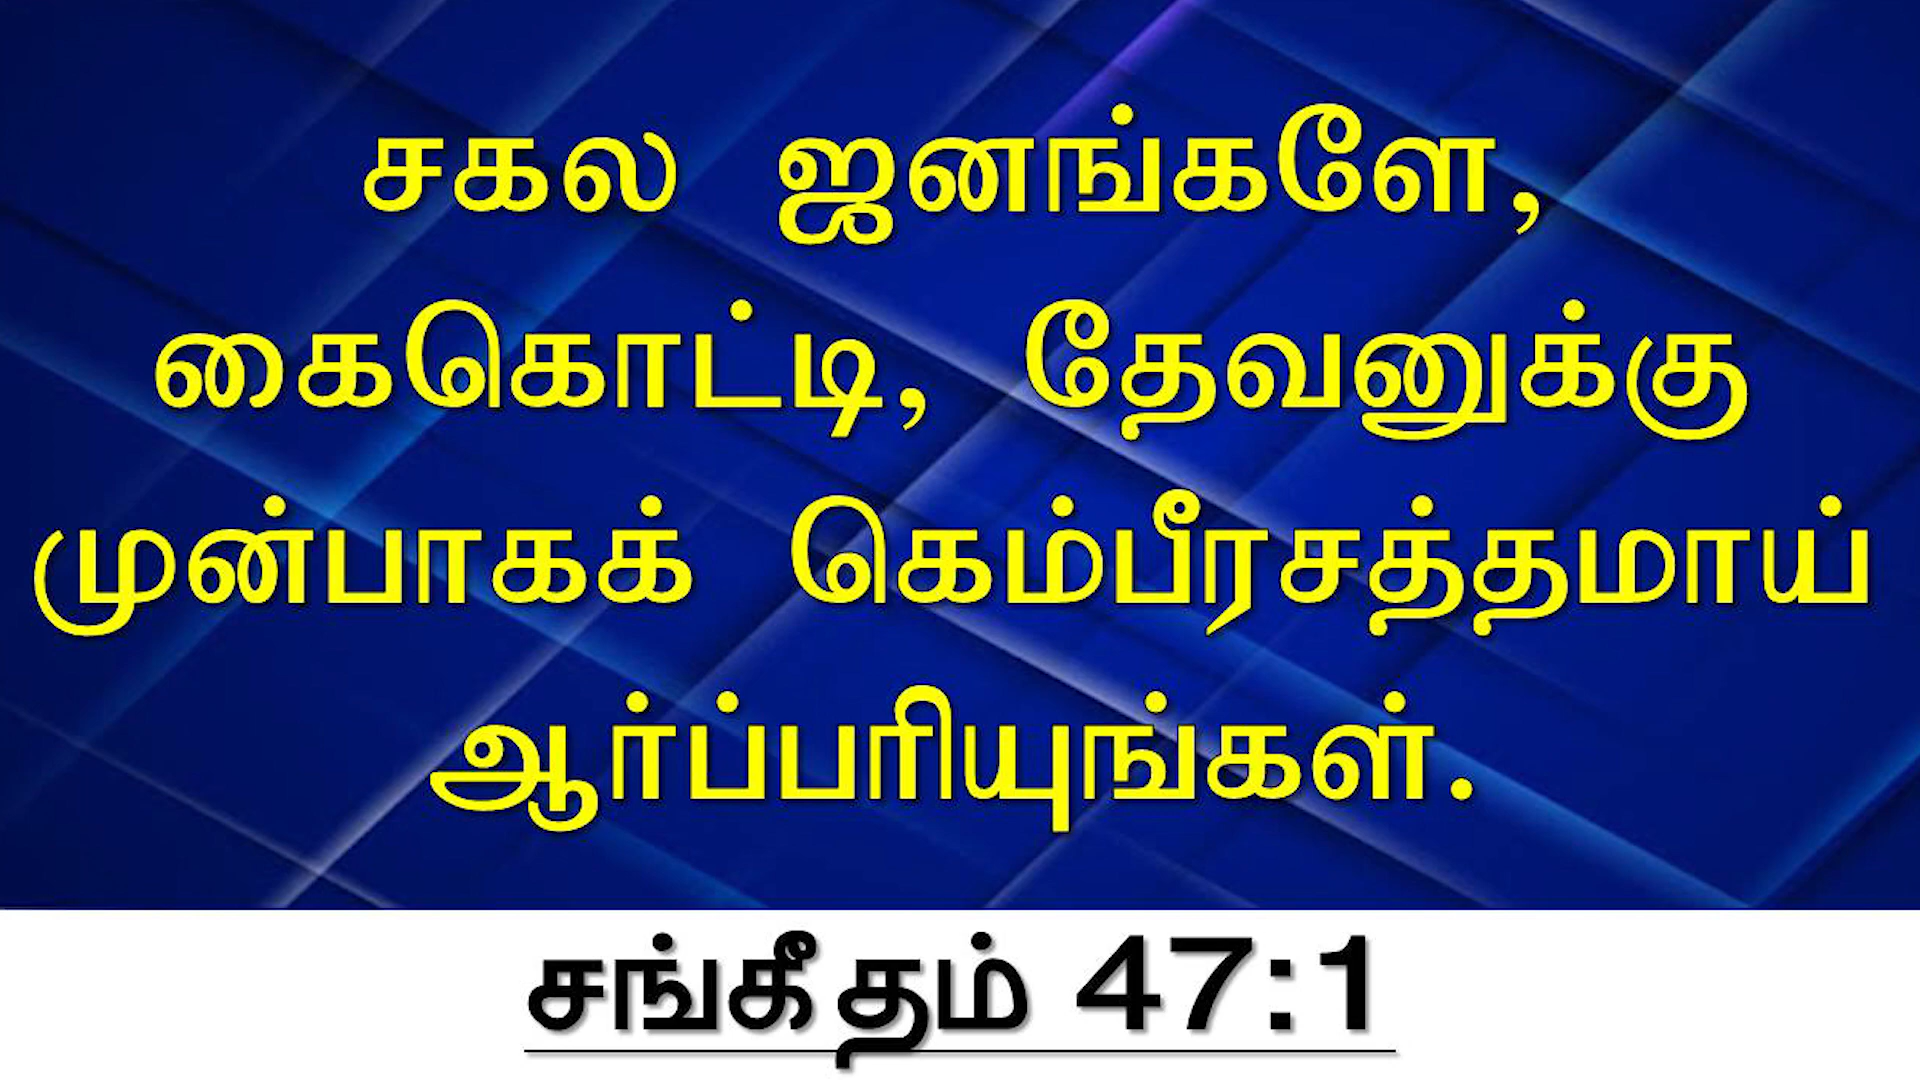 சகல ஜனங்களே,
கைகொட்டி, தேவனுக்கு
முன்பாகக் கெம்பீரசத்தமாய்
ஆர்ப்பரியுங்கள்.
சங்கீதம் 47:1